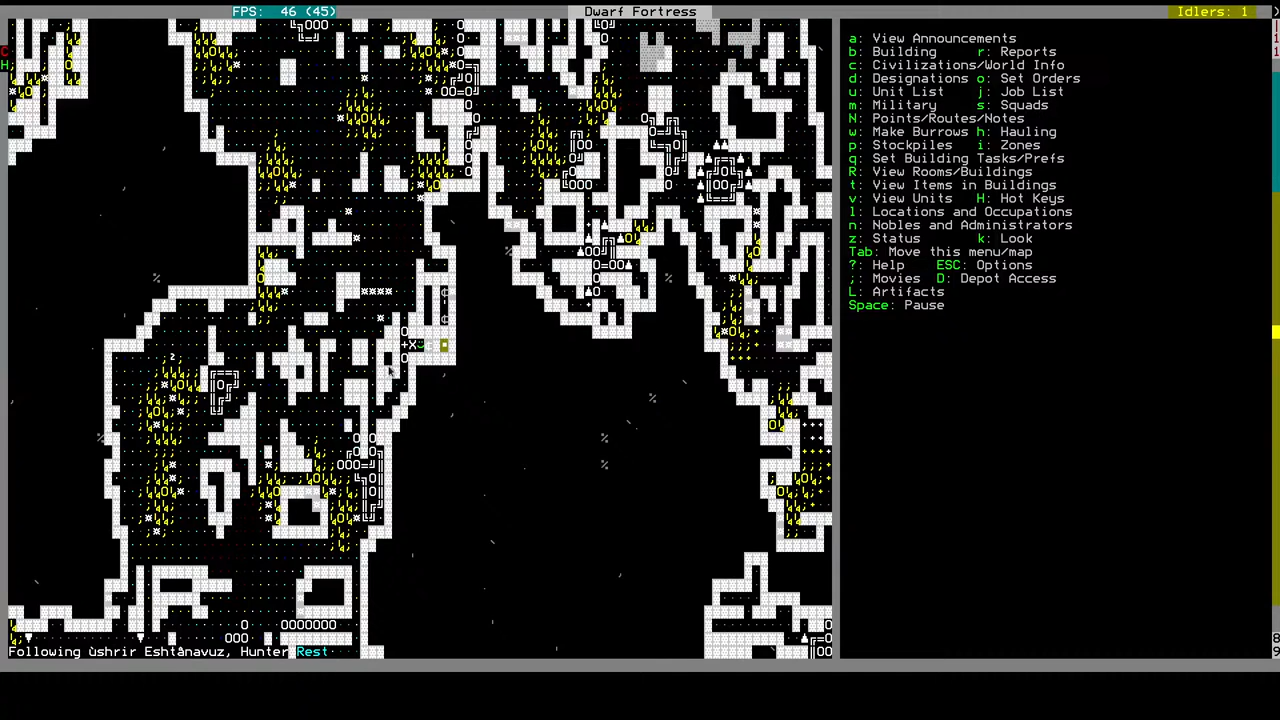 FPS: 46 (45) Dwarf Fortress Idlers: 1
a: View Announcements
b: Building r: Reports
c: Civilizations/World Info
d: Designations o: Set Orders
u: Unit List j: Job List
m: Military s: Squads
N: Points/Routes/Notes
w: Make Burrows h: Hauling
p: Stockpiles i: Zones
q: Set Building Tasks/Prefs
R: View Rooms/Buildings
t: View Items in Buildings
v: View Units H: Hot Keys
l: Locations and Occupations
n: Nobles and Administrators
z: Status k: Look
Tab: Move this menu/map
?: Help ESC: Options
;: Movies D: Depot Access
L: Artifacts
Space: Pause
Following ùshrir Eshtânavuz, Hunter Rest